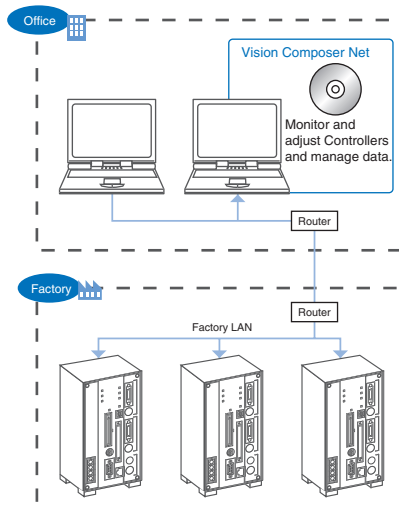 Office
Vision Composer Net
Monitor and
adjust Controllers
and manage data.
Router
Factory
Router
Factory LAN